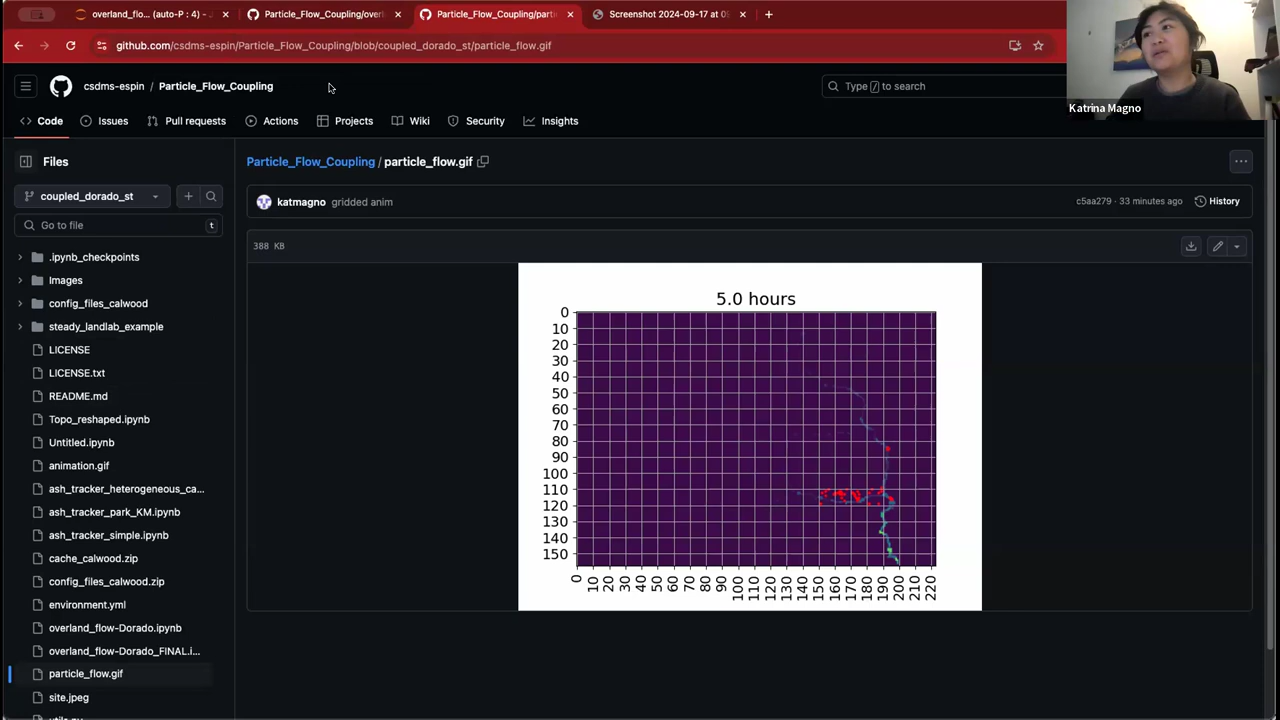 overland_flo... (auto-P : 4) - J
Particle_Flow_Coupling/over
Particle_Flow_Coupling/parti
Screenshot 2024-09-17 at 09
github.com/csdms-espin/Particle_Flow_Coupling/blob/coupled_dorado_st/particle_flow.gif
csdms-espin / Particle_Flow_Coupling
Type / to search
Katrina Magno
Code
Issues
Pull requests
Actions
Projects
Wiki
Security
Insights
Files
coupled_dorado_st
Go to file
t
.ipynb_checkpoints
Images
config_files_calwood
steady_landlab_example
LICENSE
LICENSE.txt
README.md
Topo_reshaped.ipynb
Untitled.ipynb
animation.gif
ash_tracker_heterogeneous_ca...
ash_tracker_park_KM.ipynb
ash_tracker_simple.ipynb
cache_calwood.zip
config_files_calwood.zip
environment.yml
overland_flow-Dorado.ipynb
overland_flow-Dorado_FINAL.i...
particle_flow.gif
site.jpeg
Particle_Flow_Coupling / particle_flow.gif
katmagno gridded anim
c5aa279 · 33 minutes ago
History
388 KB
5.0 hours
0
10
20
30
40
50
60
70
80
90
100
110
120
130
140
150
0 10 20 30 40 50 60 70 80 90 100 110 120 130 140 150 160 170 180 190 200 210 220